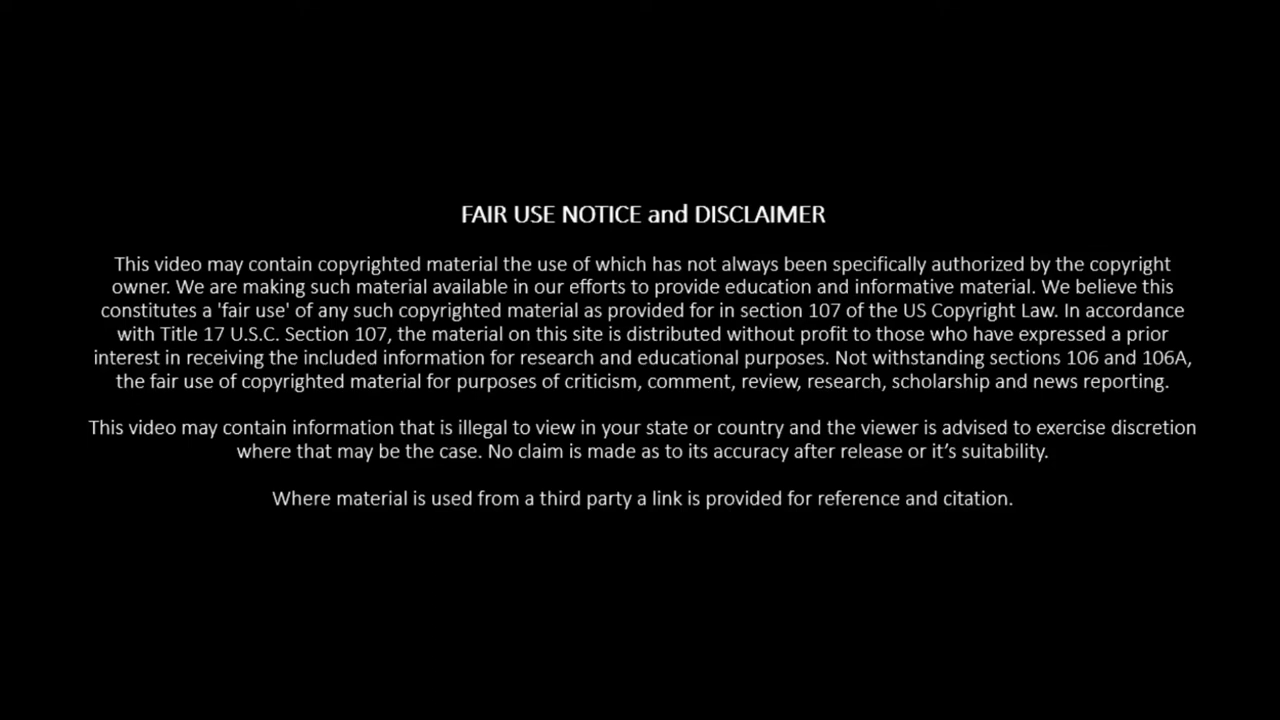 FAIR USE NOTICE and DISCLAIMER
This video may contain copyrighted material the use of which has not always been specifically authorized by the copyright
owner. We are making such material available in our efforts to provide education and informative material. We believe this
constitutes a 'fair use' of any such copyrighted material as provided for in section 107 of the US Copyright Law. In accordance
with Title 17 U.S.C. Section 107, the material on this site is distributed without profit to those who have expressed a prior
interest in receiving the included information for research and educational purposes. Not withstanding sections 106 and 106A,
the fair use of copyrighted material for purposes of criticism, comment, review, research, scholarship and news reporting.
This video may contain information that is illegal to view in your state or country and the viewer is advised to exercise discretion
where that may be the case. No claim is made as to its accuracy after release or it’s suitability.
Where material is used from a third party a link is provided for reference and citation.